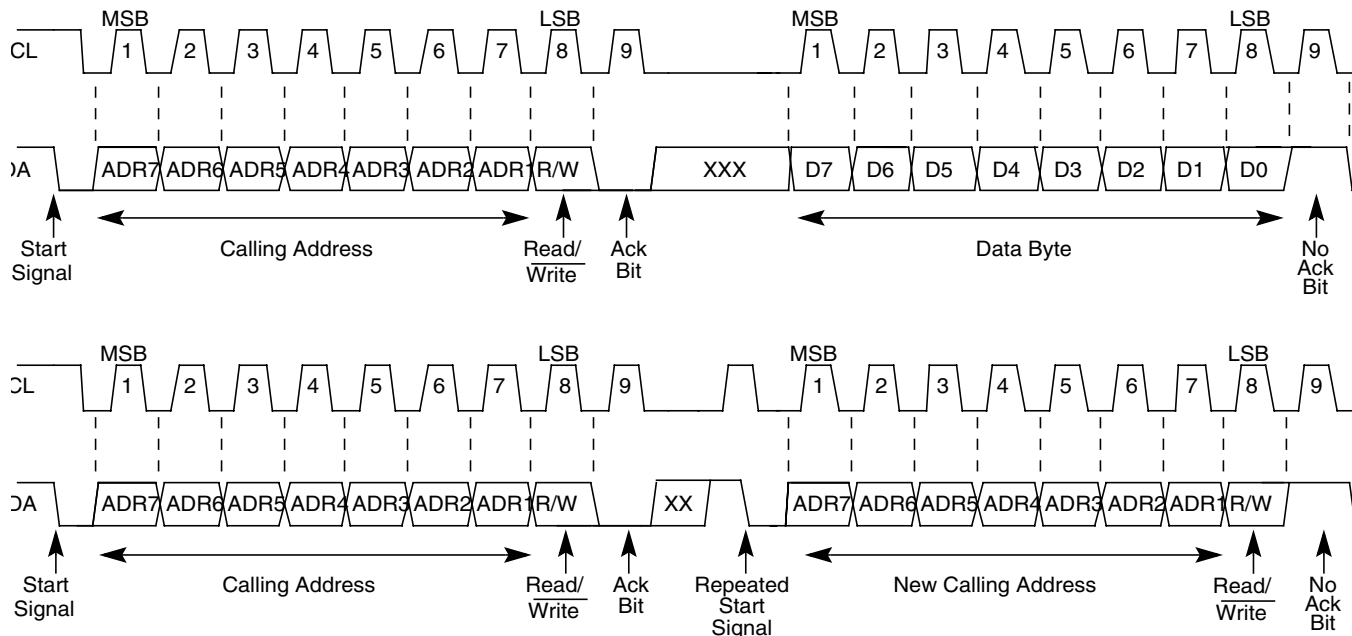 MSB LSB MSB LSB
CL 1 2 3 4 5 6 7 8 9 1 2 3 4 5 6 7 8 9
DA ADR7 ADR6 ADR5 ADR4 ADR3 ADR2 ADR1 R/W XXX D7 D6 D5 D4 D3 D2 D1 D0
Start
Signal
Calling Address
Read/
Write
Ack
Bit
Data Byte
No
Ack
Bit
MSB LSB MSB LSB
CL 1 2 3 4 5 6 7 8 9 1 2 3 4 5 6 7 8 9
DA ADR7 ADR6 ADR5 ADR4 ADR3 ADR2 ADR1 R/W XX ADR7 ADR6 ADR5 ADR4 ADR3 ADR2 ADR1 R/W
Start
Signal
Calling Address
Read/
Write
Ack
Bit
Repeated
Start
Signal
New Calling Address
Read/
Write
No
Ack
Bit